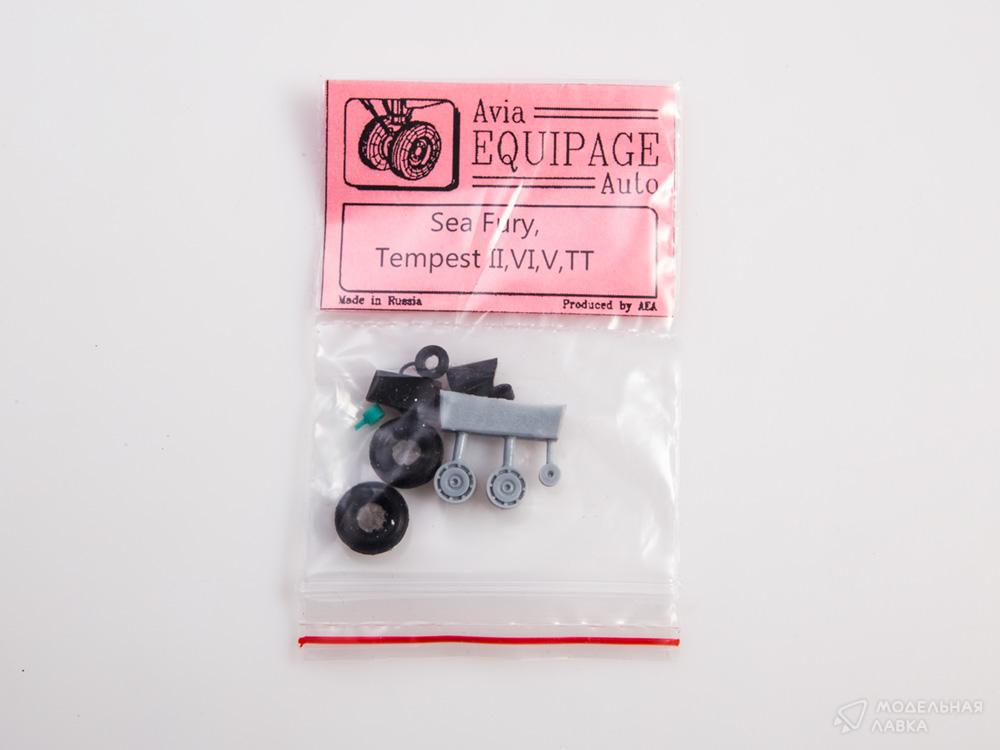 Avia
EQUIPAGE
Auto
Sea Fury,
Tempest II,VI,V,TT
Made in Russia
Produced by AEA
МОДЕЛЬНАЯ
ЛАВКА